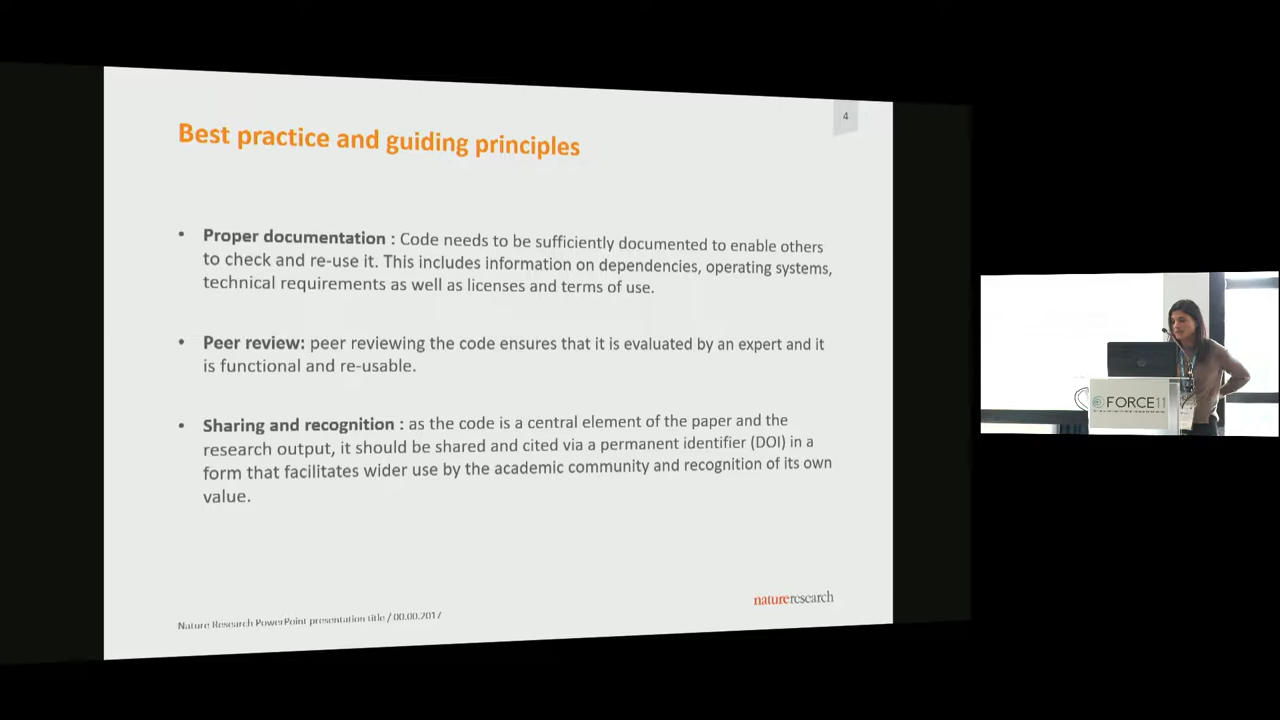 4
Best practice and guiding principles
• Proper documentation : Code needs to be sufficiently documented to enable others
to check and re-use it. This includes information on dependencies, operating systems,
technical requirements as well as licenses and terms of use.
• Peer review: peer reviewing the code ensures that it is evaluated by an expert and it
is functional and re-usable.
• Sharing and recognition : as the code is a central element of the paper and the
research output, it should be shared and cited via a permanent identifier (DOI) in a
form that facilitates wider use by the academic community and recognition of its own
value.
natureresearch
Nature Research PowerPoint presentation title / 00.00.2017
FORCE11